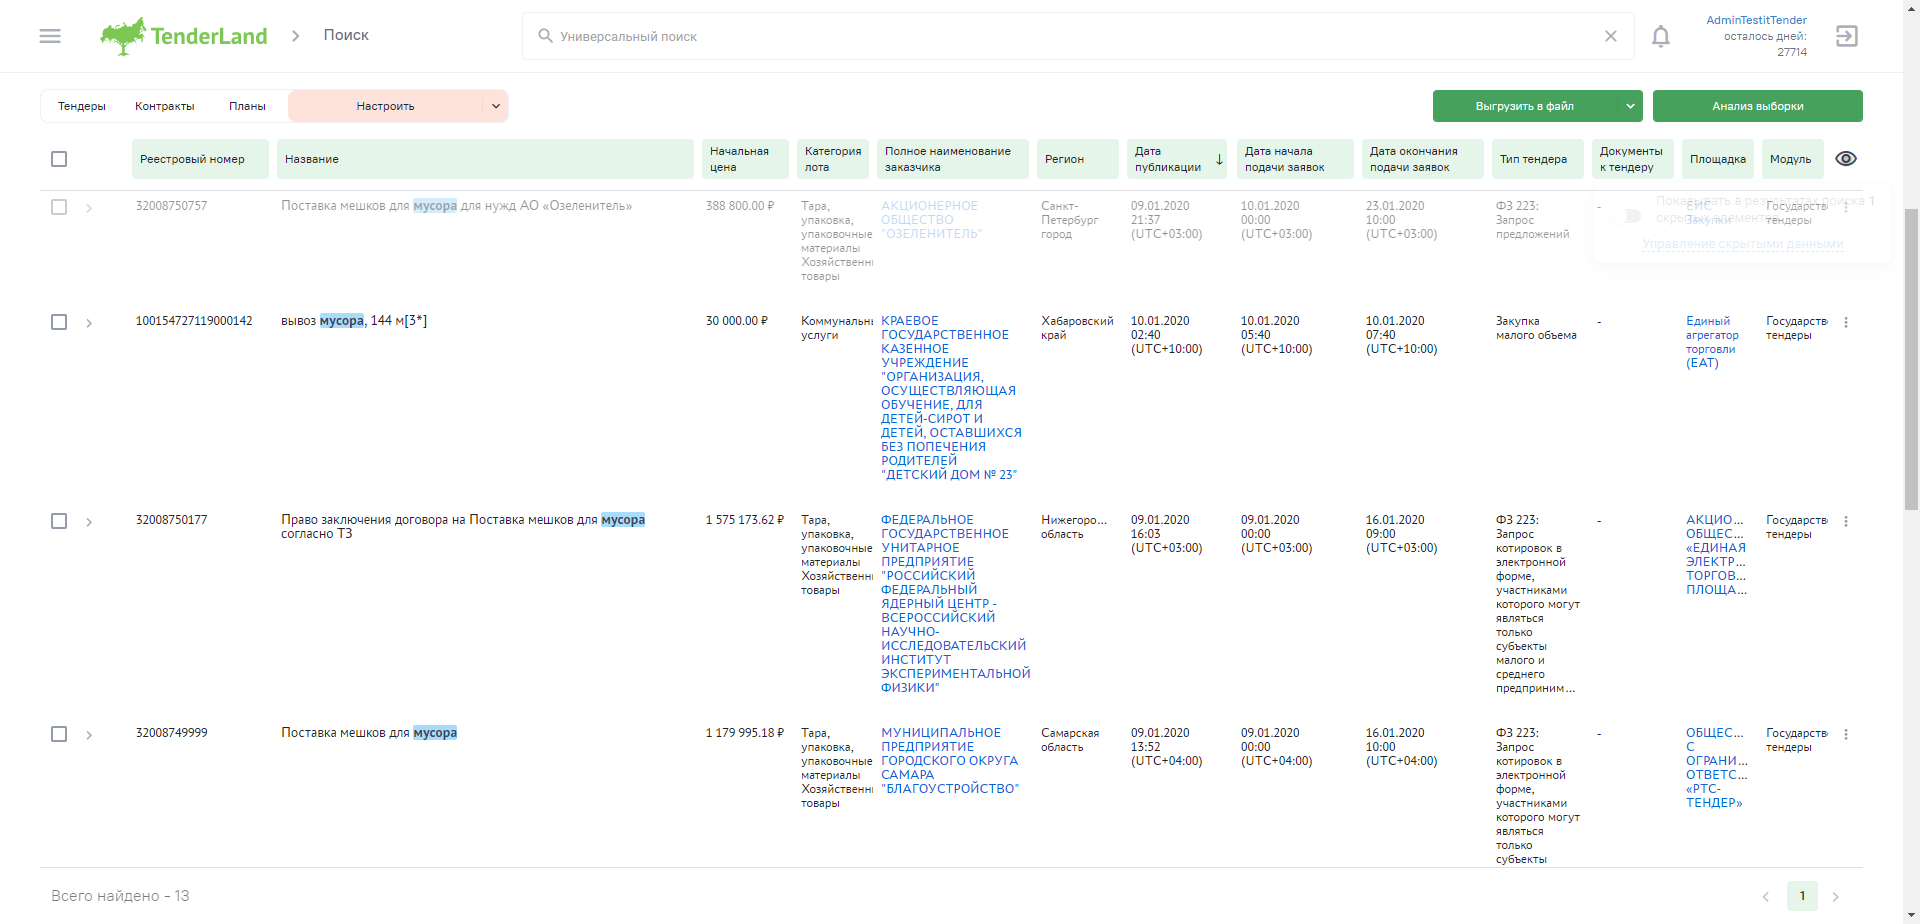 TenderLand
Поиск
Универсальный поиск
AdminTestitTender
осталось дней:
27714
Тендеры Контракты Планы Настроить
Выгрузить в файл Анализ выборки
Реестровый номер
Название
Начальная
цена
Категория
лота
Полное наименование
заказчика
Регион
Дата
публикации
Дата начала
подачи заявок
Дата окончания
подачи заявок
Тип тендера
Документы
к тендеру
Площадка
Модуль
32008750757
Поставка мешков для мусора для нужд АО «Озеленитель»
388 800.00 ₽
Тара,
упаковка,
упаковочные
материалы
Хозяйственн
товары
АКЦИОНЕРНОЕ
ОБЩЕСТВО
"ОЗЕЛЕНИТЕЛЬ"
Санкт-
Петербург
город
09.01.2020
21:37
(UTC+03:00)
10.01.2020
00:00
(UTC+03:00)
23.01.2020
10:00
(UTC+03:00)
ФЗ 223:
Запрос
предложений
-
ЕИС
Закупки
Государств
тендеры
Показывать в результатах поиска 1
скрытых элементов
Управление скрытыми данными
100154727119000142
вывоз мусора, 144 м[3*]
30 000.00 ₽
Коммунальнь
услуги
КРАЕВОЕ
ГОСУДАРСТВЕННОЕ
КАЗЕННОЕ
УЧРЕЖДЕНИЕ
"ОРГАНИЗАЦИЯ,
ОСУЩЕСТВЛЯЮЩАЯ
ОБУЧЕНИЕ, ДЛЯ
ДЕТЕЙ-СИРОТ И
ДЕТЕЙ, ОСТАВШИХСЯ
БЕЗ ПОПЕЧЕНИЯ
РОДИТЕЛЕЙ
"ДЕТСКИЙ ДОМ № 23"
Хабаровский
край
10.01.2020
02:40
(UTC+10:00)
10.01.2020
05:40
(UTC+10:00)
10.01.2020
07:40
(UTC+10:00)
Закупка
малого объема
-
Единый
агрегатор
торговли
(ЕАТ)
Государств
тендеры
32008750177
Право заключения договора на Поставка мешков для мусора
согласно ТЗ
1 575 173.62 ₽
Тара,
упаковка,
упаковочные
материалы
Хозяйственн
товары
ФЕДЕРАЛЬНОЕ
ГОСУДАРСТВЕННОЕ
УНИТАРНОЕ
ПРЕДПРИЯТИЕ
"РОССИЙСКИЙ
ФЕДЕРАЛЬНЫЙ
ЯДЕРНЫЙ ЦЕНТР -
ВСЕРОССИЙСКИЙ
НАУЧНО-
ИССЛЕДОВАТЕЛЬСКИЙ
ИНСТИТУТ
ЭКСПЕРИМЕНТАЛЬНОЙ
ФИЗИКИ"
Нижегоро...
область
09.01.2020
16:03
(UTC+03:00)
09.01.2020
00:00
(UTC+03:00)
16.01.2020
09:00
(UTC+03:00)
ФЗ 223:
Запрос
котировок в
электронной
форме,
участниками
которого могут
являться
только
субъекты
малого и
среднего
предприним...
-
АКЦИО...
ОБЩЕС...
«ЕДИНАЯ
ЭЛЕКТР...
ТОРГОВ...
ПЛОЩА...
Государств
тендеры
32008749999
Поставка мешков для мусора
1 179 995.18 ₽
Тара,
упаковка,
упаковочные
материалы
Хозяйственн
товары
МУНИЦИПАЛЬНОЕ
ПРЕДПРИЯТИЕ
ГОРОДСКОГО ОКРУГА
САМАРА
"БЛАГОУСТРОЙСТВО"
Самарская
область
09.01.2020
13:52
(UTC+04:00)
09.01.2020
00:00
(UTC+04:00)
16.01.2020
10:00
(UTC+04:00)
ФЗ 223:
Запрос
котировок в
электронной
форме,
участниками
которого могут
являться
только
субъекты
-
ОБЩЕС...
С
ОГРАНИ...
ОТВЕТС...
«РТС-
ТЕНДЕР»
Государств
тендеры
Всего найдено - 13
1